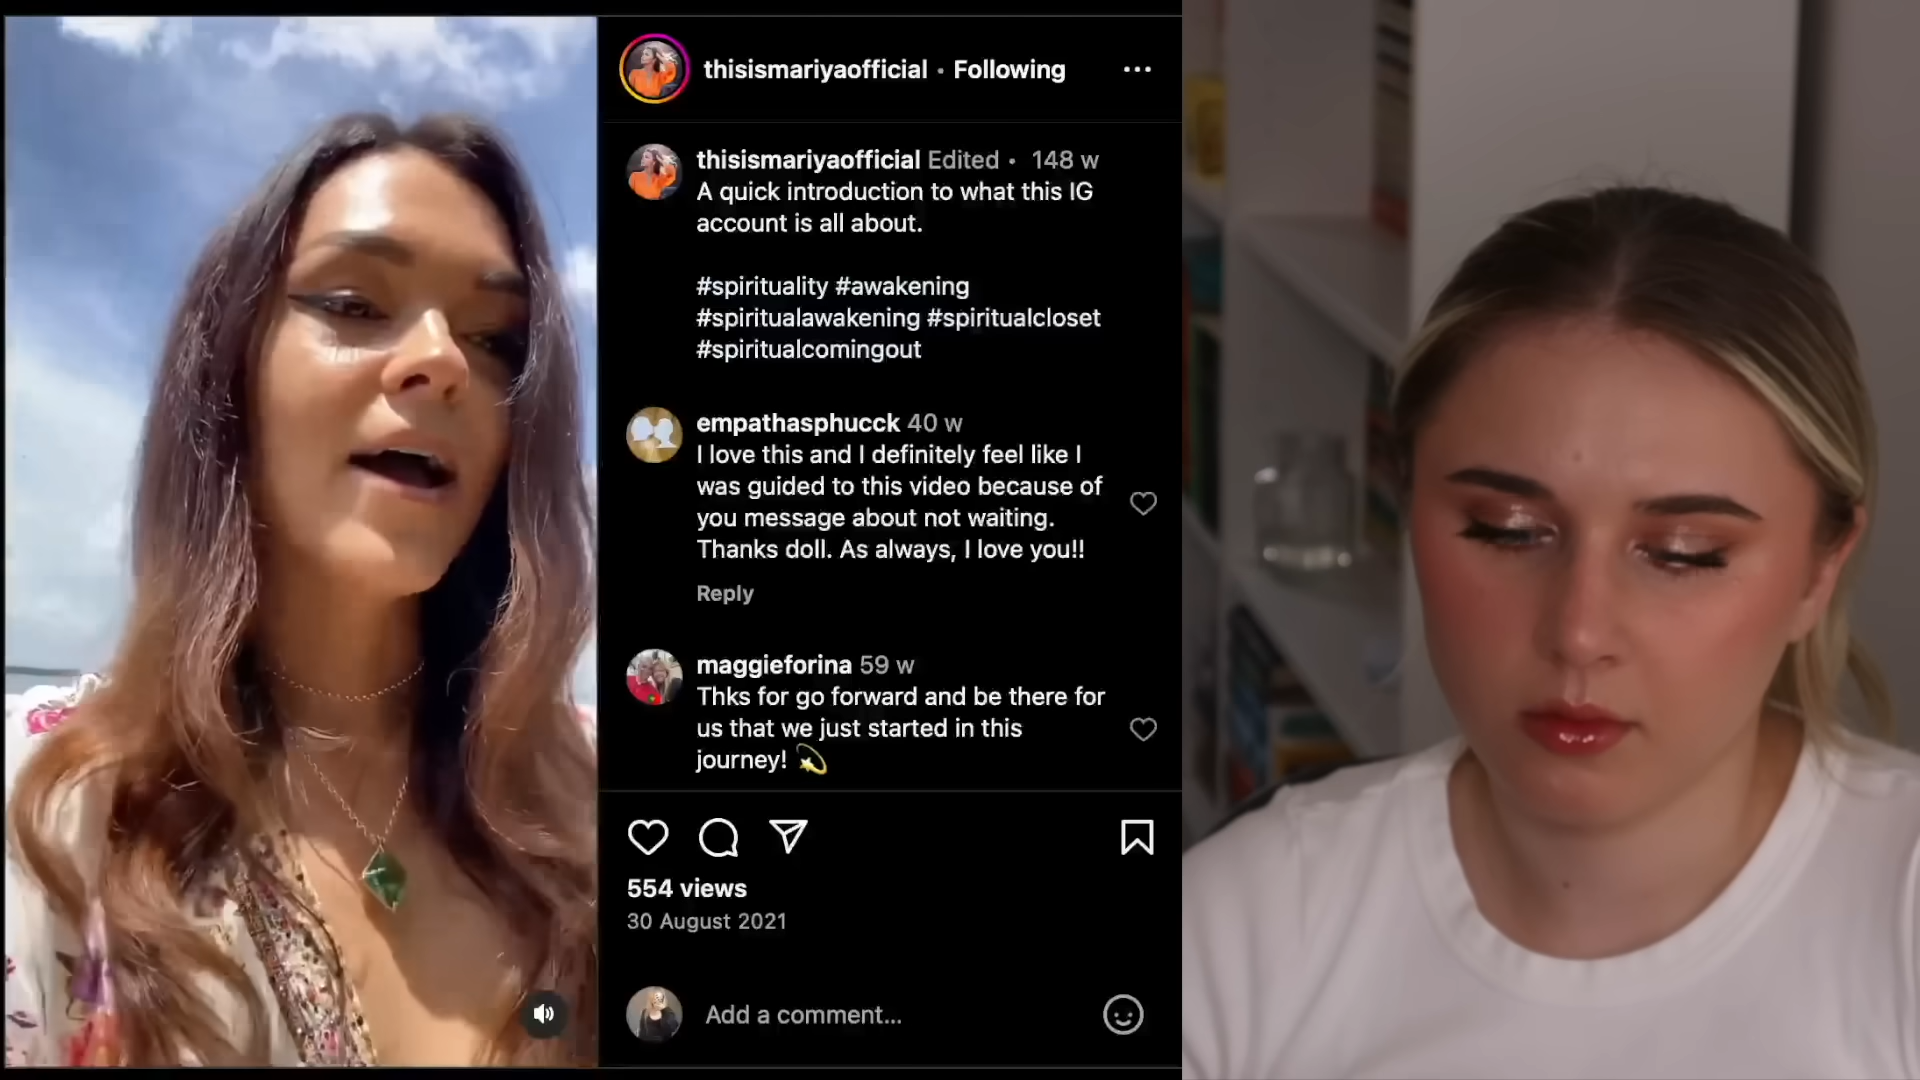 thisismariyaofficial • Following
thisismariyaofficial Edited • 148 w
A quick introduction to what this IG
account is all about.
#spirituality #awakening
#spiritualawakening #spiritualcloset
#spiritualcomingout
empathasphucck 40 w
I love this and I definitely feel like I
was guided to this video because of
you message about not waiting.
Thanks doll. As always, I love you!!
Reply
maggieforina 59 w
Thks for go forward and be there for
us that we just started in this
journey! 💫
554 views
30 August 2021
Add a comment...